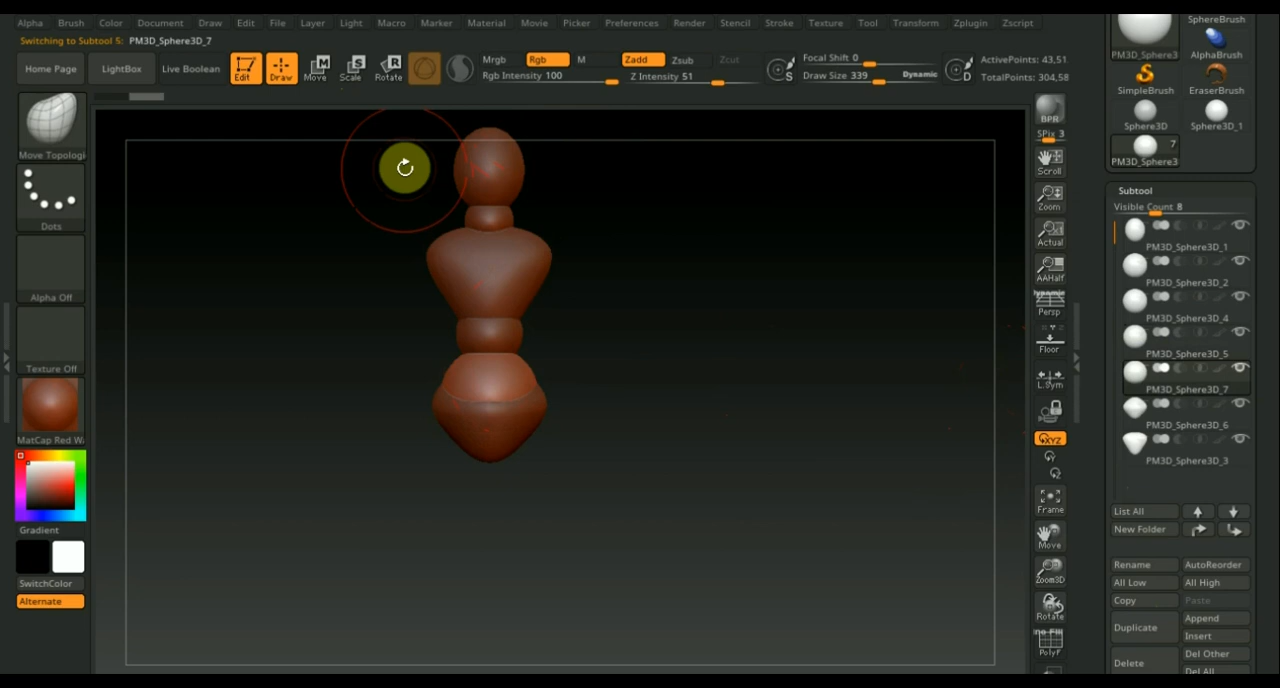 Alpha Brush Color Document Draw Edit File Layer Light Macro Marker Material Movie Picker Preferences Render Stencil Stroke Texture Tool Transform Zplugin Zscript
Switching to Subtool 5: PM3D_Sphere3D_7
Home Page LightBox Live Boolean Edit Draw Move Scale Rotate
Mrgb Rgb M Zadd Zsub Zcut
Rgb Intensity 100 Z Intensity 51
Focal Shift 0
Draw Size 339 Dynamic
S D
ActivePoints: 43,51
TotalPoints: 304,58
Move Topologi
Dots
Alpha Off
Texture Off
MatCap Red W
Gradient
SwitchColor
Alternate
BPR
SPix 3
Scroll
Zoom
Actual
AAHalf
Dynamic
Persp
Floor
L.Sym
XYZ
Frame
Move
Zoom3D
Rotate
PolyF
SphereBrush
PM3D_Sphere3
AlphaBrush
SimpleBrush EraserBrush
Sphere3D Sphere3D_1
7
PM3D_Sphere3
Subtool
Visible Count 8
PM3D_Sphere3D_1
PM3D_Sphere3D_2
PM3D_Sphere3D_4
PM3D_Sphere3D_5
PM3D_Sphere3D_7
PM3D_Sphere3D_6
PM3D_Sphere3D_3
List All
New Folder
Rename AutoReorder
All Low All High
Copy Paste
Duplicate Append
Insert
Delete Del Other
Del All